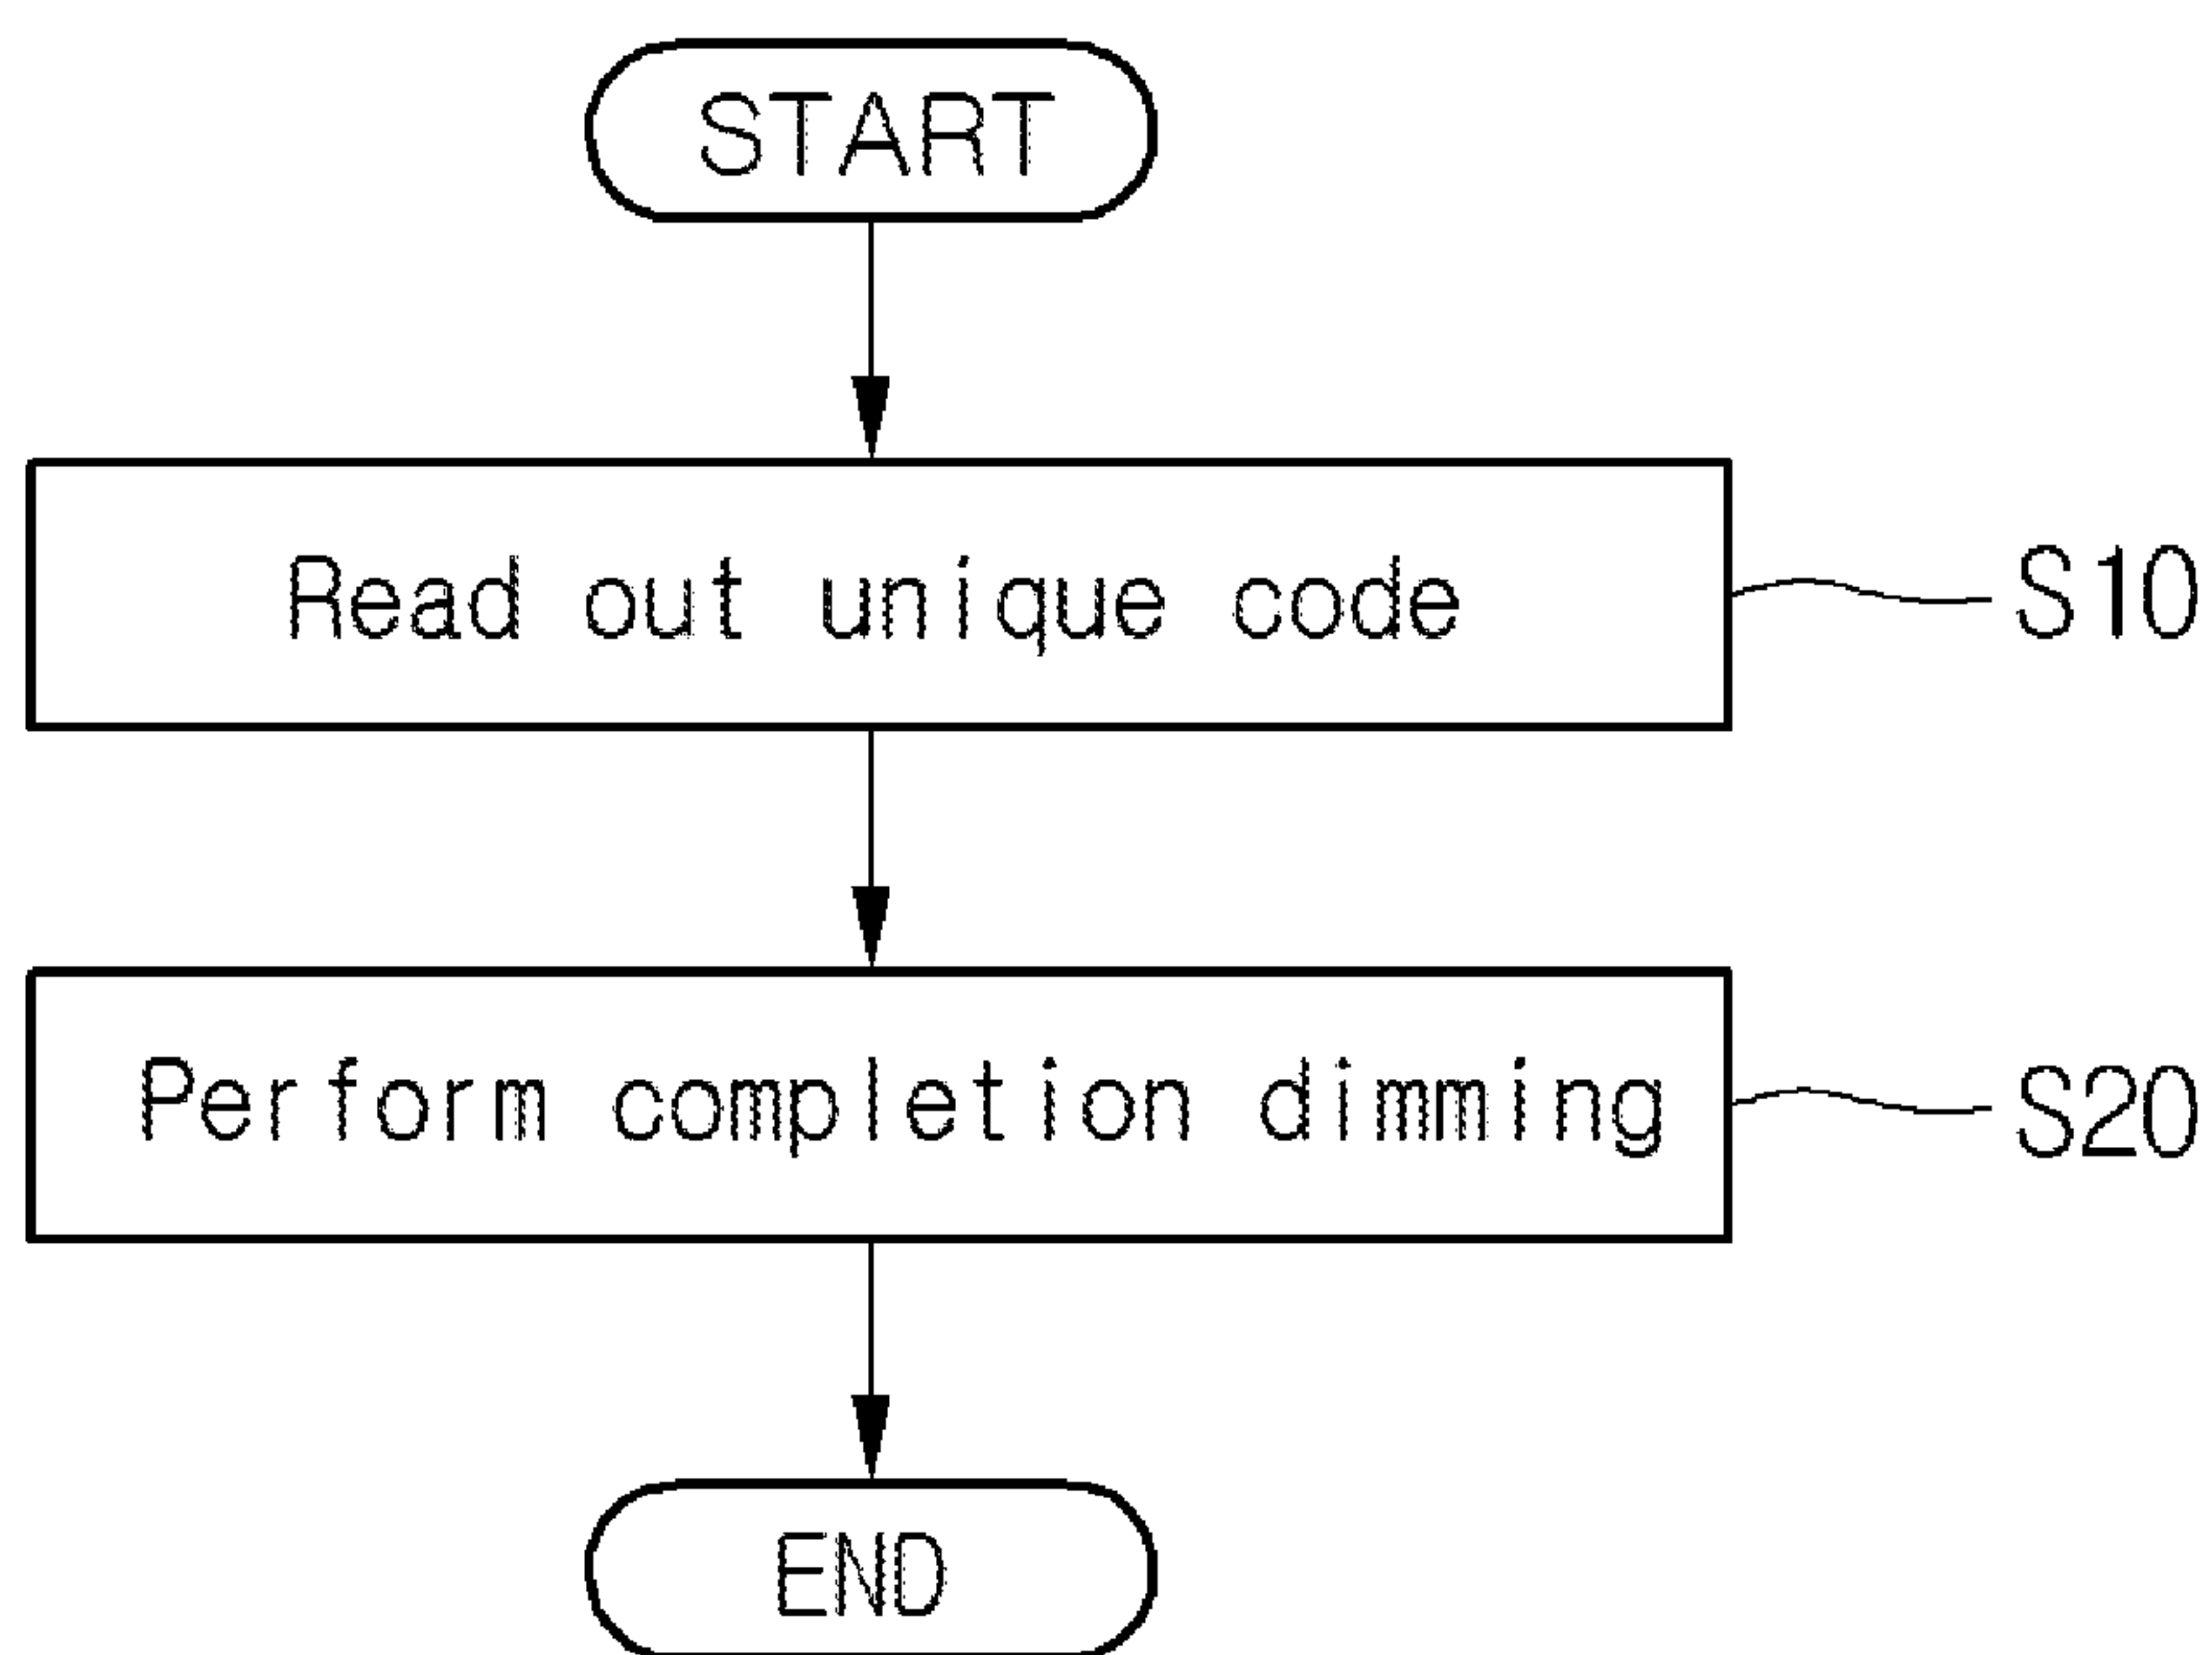 START
Read out unique code
S10
Perform completion dimming
S20
END